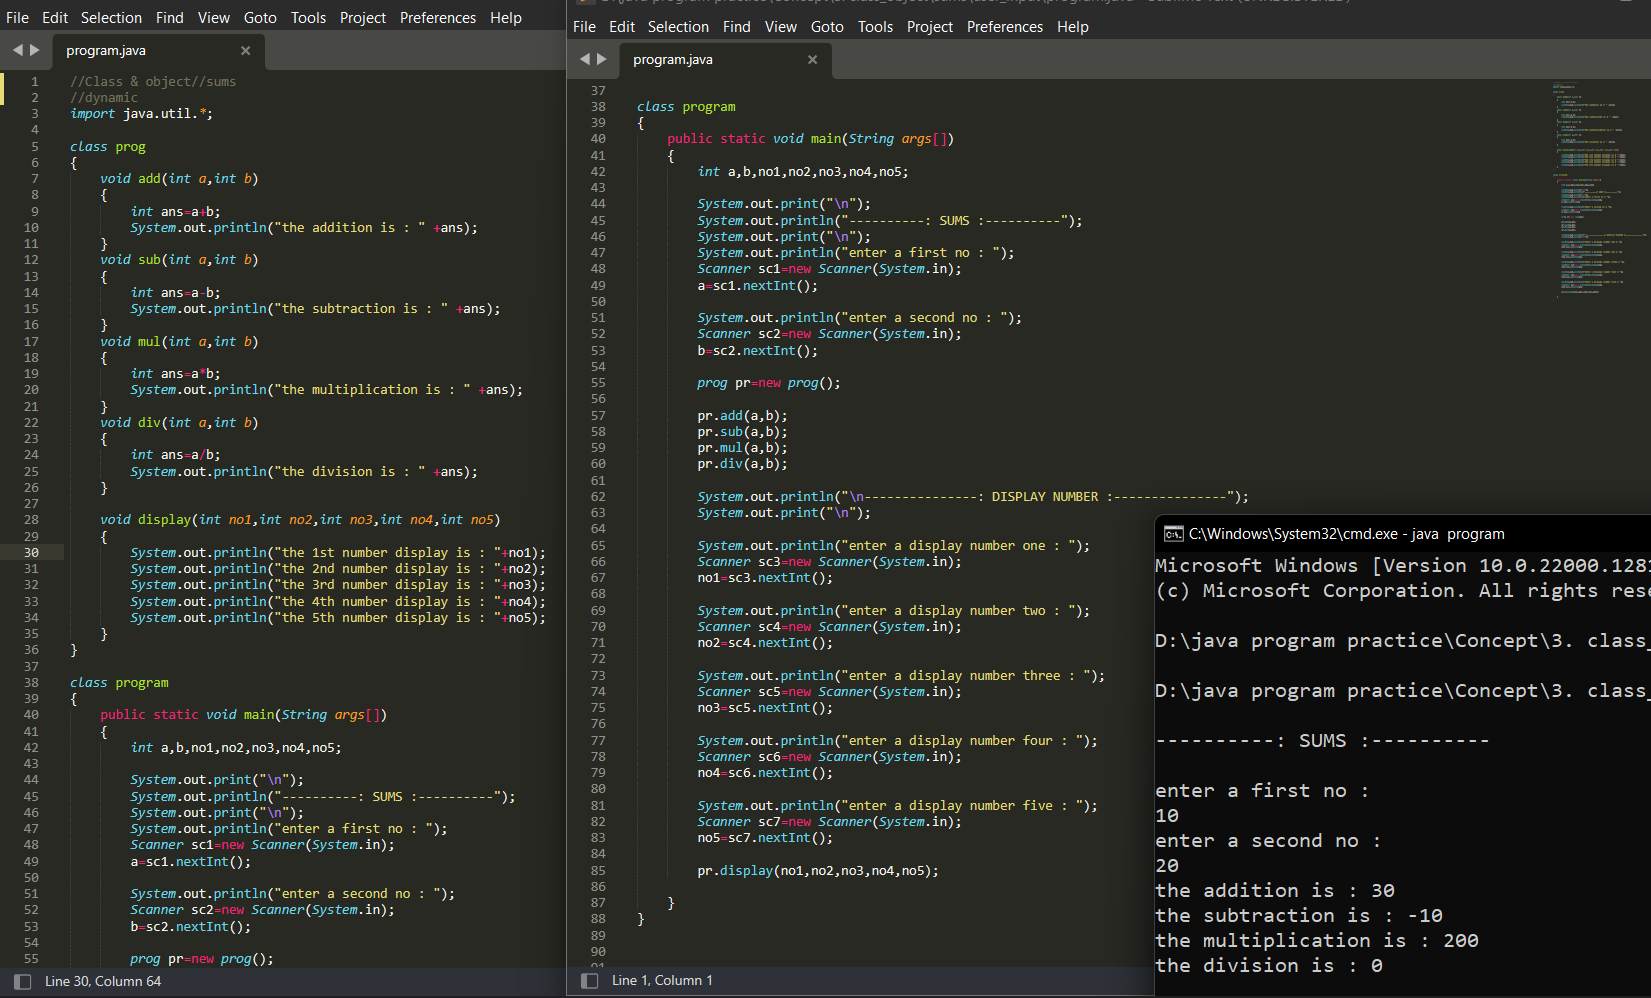 File Edit Selection Find View Goto Tools Project Preferences Help
program.java ×
1 //Class & object//sums
2 //dynamic
3 import java.util.*;
4
5 class prog
6 {
7 void add(int a,int b)
8 {
9 int ans=a+b;
10 System.out.println("the addition is : " +ans);
11 }
12 void sub(int a,int b)
13 {
14 int ans=a-b;
15 System.out.println("the subtraction is : " +ans);
16 }
17 void mul(int a,int b)
18 {
19 int ans=a*b;
20 System.out.println("the multiplication is : " +ans);
21 }
22 void div(int a,int b)
23 {
24 int ans=a/b;
25 System.out.println("the division is : " +ans);
26 }
27
28 void display(int no1,int no2,int no3,int no4,int no5)
29 {
30 System.out.println("the 1st number display is : "+no1);
31 System.out.println("the 2nd number display is : "+no2);
32 System.out.println("the 3rd number display is : "+no3);
33 System.out.println("the 4th number display is : "+no4);
34 System.out.println("the 5th number display is : "+no5);
35 }
36 }
37
38 class program
39 {
40 public static void main(String args[])
41 {
42 int a,b,no1,no2,no3,no4,no5;
43
44 System.out.print("\n");
45 System.out.println("----------: SUMS :----------");
46 System.out.print("\n");
47 System.out.println("enter a first no : ");
48 Scanner sc1=new Scanner(System.in);
49 a=sc1.nextInt();
50
51 System.out.println("enter a second no : ");
52 Scanner sc2=new Scanner(System.in);
53 b=sc2.nextInt();
54
55 prog pr=new prog();
Line 30, Column 64
File Edit Selection Find View Goto Tools Project Preferences Help
program.java ×
37
38 class program
39 {
40 public static void main(String args[])
41 {
42 int a,b,no1,no2,no3,no4,no5;
43
44 System.out.print("\n");
45 System.out.println("----------: SUMS :----------");
46 System.out.print("\n");
47 System.out.println("enter a first no : ");
48 Scanner sc1=new Scanner(System.in);
49 a=sc1.nextInt();
50
51 System.out.println("enter a second no : ");
52 Scanner sc2=new Scanner(System.in);
53 b=sc2.nextInt();
54
55 prog pr=new prog();
56
57 pr.add(a,b);
58 pr.sub(a,b);
59 pr.mul(a,b);
60 pr.div(a,b);
61
62 System.out.println("\n---------------: DISPLAY NUMBER :---------------");
63 System.out.print("\n");
64
65 System.out.println("enter a display number one : ");
66 Scanner sc3=new Scanner(System.in);
67 no1=sc3.nextInt();
68
69 System.out.println("enter a display number two : ");
70 Scanner sc4=new Scanner(System.in);
71 no2=sc4.nextInt();
72
73 System.out.println("enter a display number three : ");
74 Scanner sc5=new Scanner(System.in);
75 no3=sc5.nextInt();
76
77 System.out.println("enter a display number four : ");
78 Scanner sc6=new Scanner(System.in);
79 no4=sc6.nextInt();
80
81 System.out.println("enter a display number five : ");
82 Scanner sc7=new Scanner(System.in);
83 no5=sc7.nextInt();
84
85 pr.display(no1,no2,no3,no4,no5);
86
87 }
88 }
89
90
Line 1, Column 1
C:\Windows\System32\cmd.exe - java program
Microsoft Windows [Version 10.0.22000.1281
(c) Microsoft Corporation. All rights rese
D:\java program practice\Concept\3. class_
D:\java program practice\Concept\3. class_
----------: SUMS :----------
enter a first no :
10
enter a second no :
20
the addition is : 30
the subtraction is : -10
the multiplication is : 200
the division is : 0